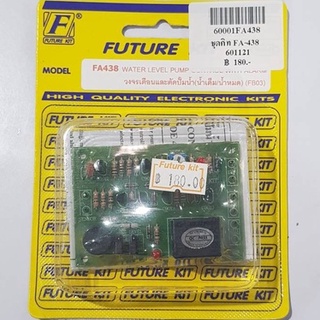 60001FA438
ชุดคิท FA-438
601121
฿ 180.-
F
FUTURE
MODEL
FA438 WATER LEVEL PUMP
วงจรเตือนและตัดปั๊มน้ำ(น้ำเต็ม/น้ำหมด) (FB03)
HIGH QUALITY ELECTRONIC KITS
Future kit
฿ 180.00
FUTURE KIT
FUTURE KIT
FUTURE KIT